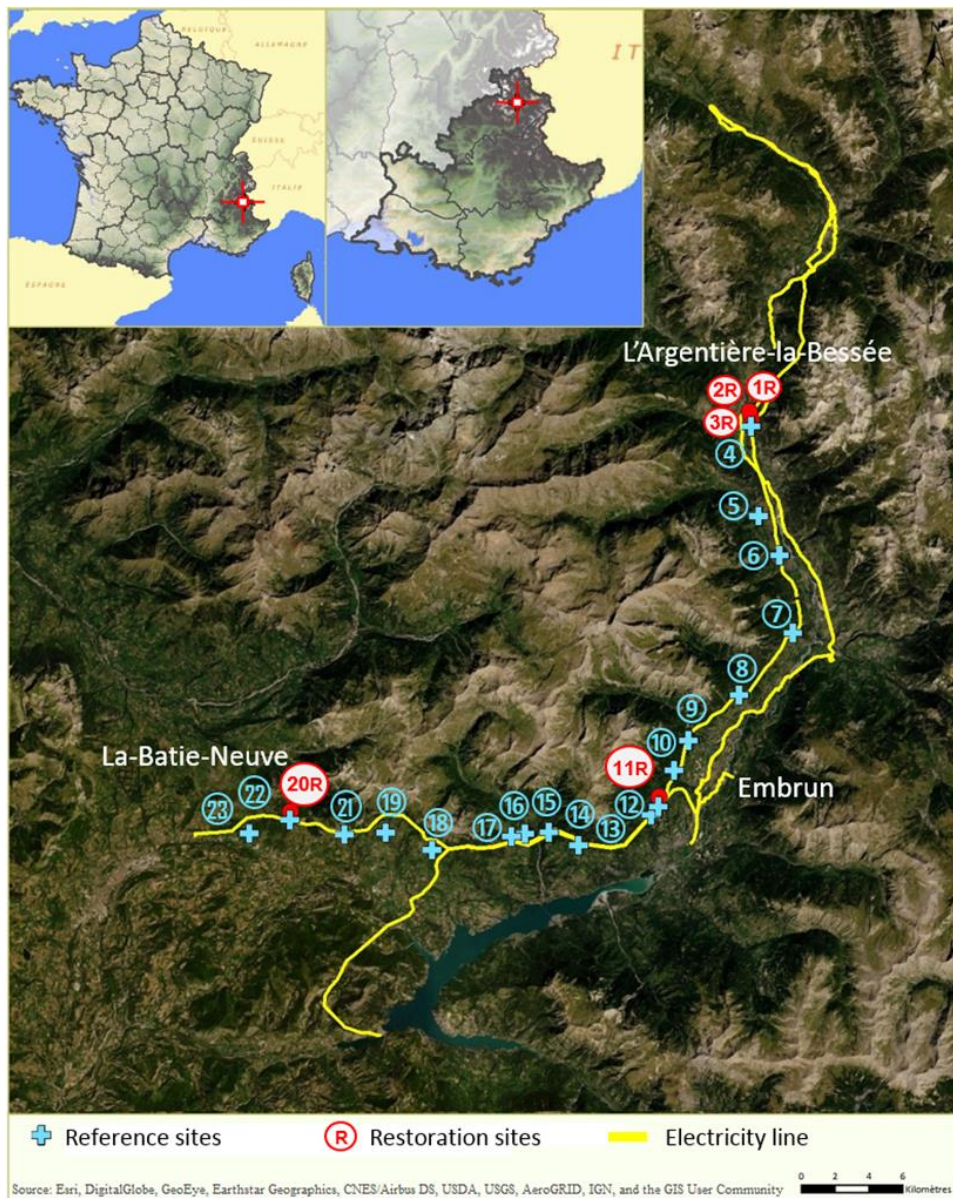 BELGIQUE
ALLEMAGNE
SUISSE
ITALIE
ESPAGNE
IT
L'Argentière-la-Bessée
2R
1R
3R
4
5
6
7
8
9
10
11R
La-Batie-Neuve
20R
Embrun
23
22
21
19
18
17
16
15
14
13
12
Reference sites
R
Restoration sites
Electricity line
Source: Esri, DigitalGlobe, GeoEye, Earthstar Geographics, CNES/Airbus DS, USDA, USGS, AeroGRID, IGN, and the GIS User Community
0 2 4 6
Kilomètres